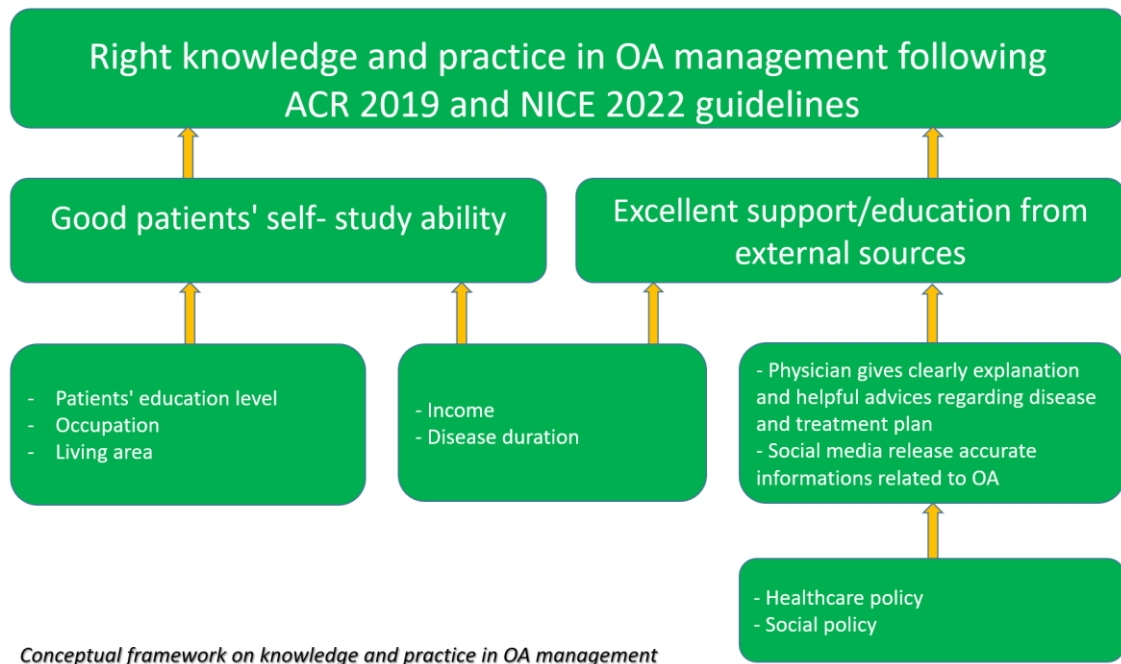 Right knowledge and practice in OA management following
ACR 2019 and NICE 2022 guidelines
Good patients' self- study ability
Excellent support/education from
external sources
- Patients' education level
- Occupation
- Living area
- Income
- Disease duration
- Physician gives clearly explanation
and helpful advices regarding disease
and treatment plan
- Social media release accurate
informations related to OA
- Healthcare policy
- Social policy
Conceptual framework on knowledge and practice in OA management